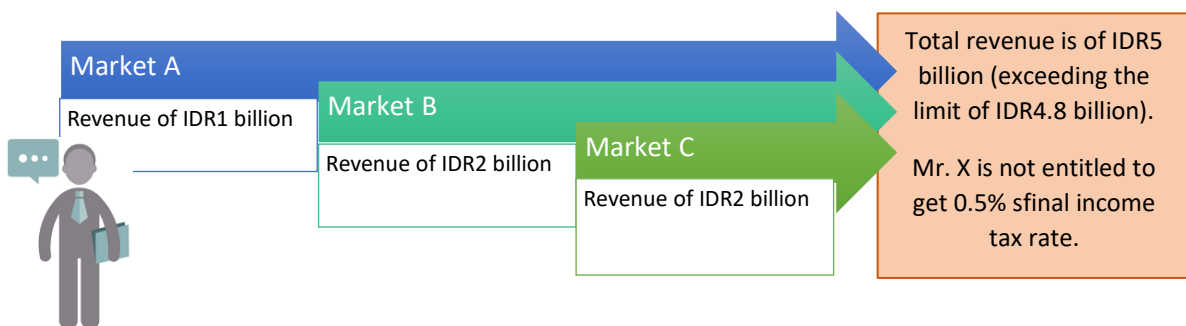 Market A
Revenue of IDR1 billion
Market B
Revenue of IDR2 billion
Market C
Revenue of IDR2 billion
Total revenue is of IDR5
billion (exceeding the
limit of IDR4.8 billion).
Mr. X is not entitled to
get 0.5% sfinal income
tax rate.